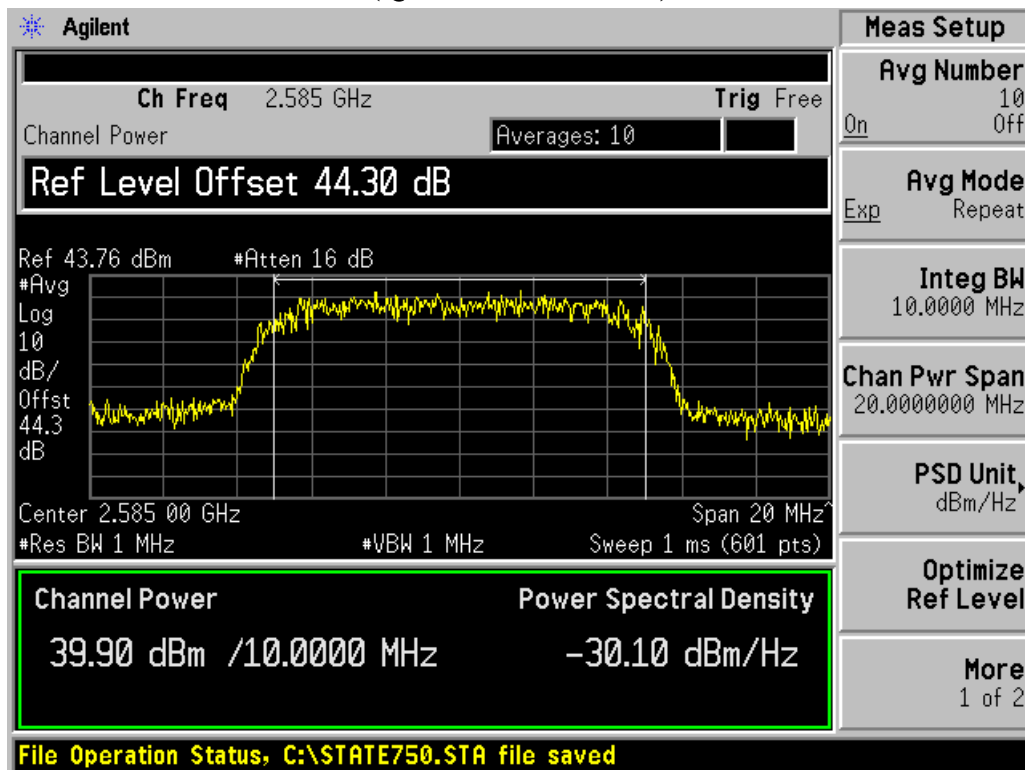 Agilent
Ch Freq 2.585 GHz Trig Free
Channel Power Averages: 10
Ref Level Offset 44.30 dB
Ref 43.76 dBm #Atten 16 dB
#Avg
Log
10
dB/
Offst
44.3
dB
Center 2.585 00 GHz Span 20 MHz^
#Res BW 1 MHz #VBW 1 MHz Sweep 1 ms (601 pts)
Channel Power Power Spectral Density
39.90 dBm /10.0000 MHz -30.10 dBm/Hz
File Operation Status, C:\STATE750.STA file saved
Meas Setup
Avg Number
10
On Off
Avg Mode
Exp Repeat
Integ BW
10.0000 MHz
Chan Pwr Span
20.0000000 MHz
PSD Unit
dBm/Hz
Optimize
Ref Level
More
1 of 2